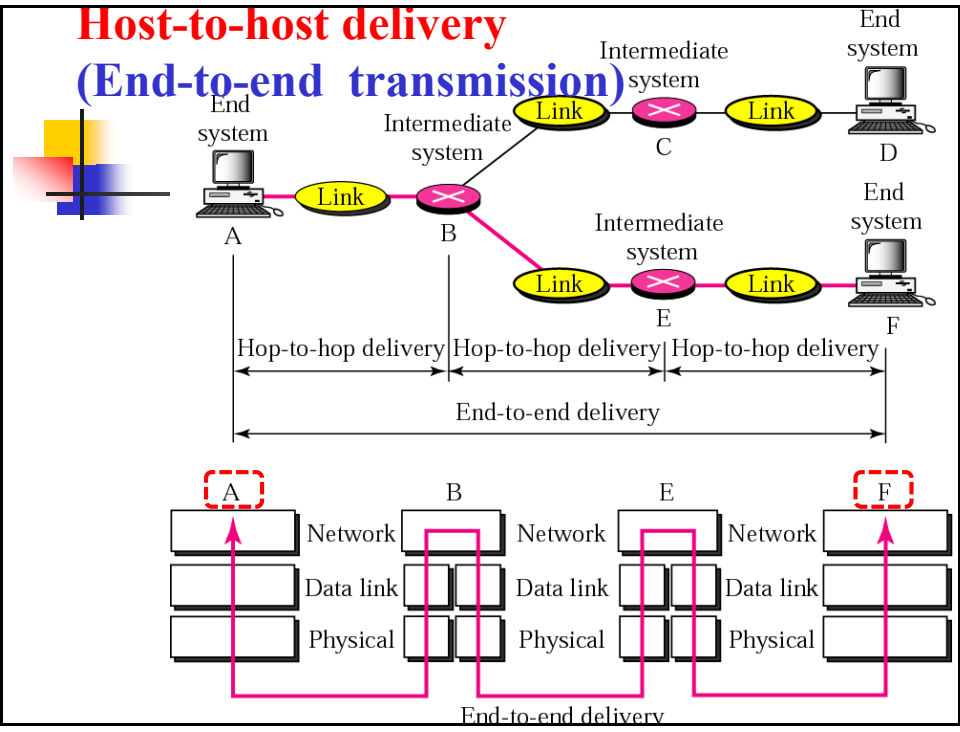 Host-to-host delivery
(End-to-end transmission)
End
system
Intermediate
system
Link
C
Link
End
system
D
Intermediate
system
Link
A
B
Intermediate
system
Link
E
Link
End
system
F
Hop-to-hop delivery
Hop-to-hop delivery
Hop-to-hop delivery
End-to-end delivery
A
B
E
F
Network
Network
Network
Data link
Data link
Data link
Physical
Physical
Physical
End-to-end delivery